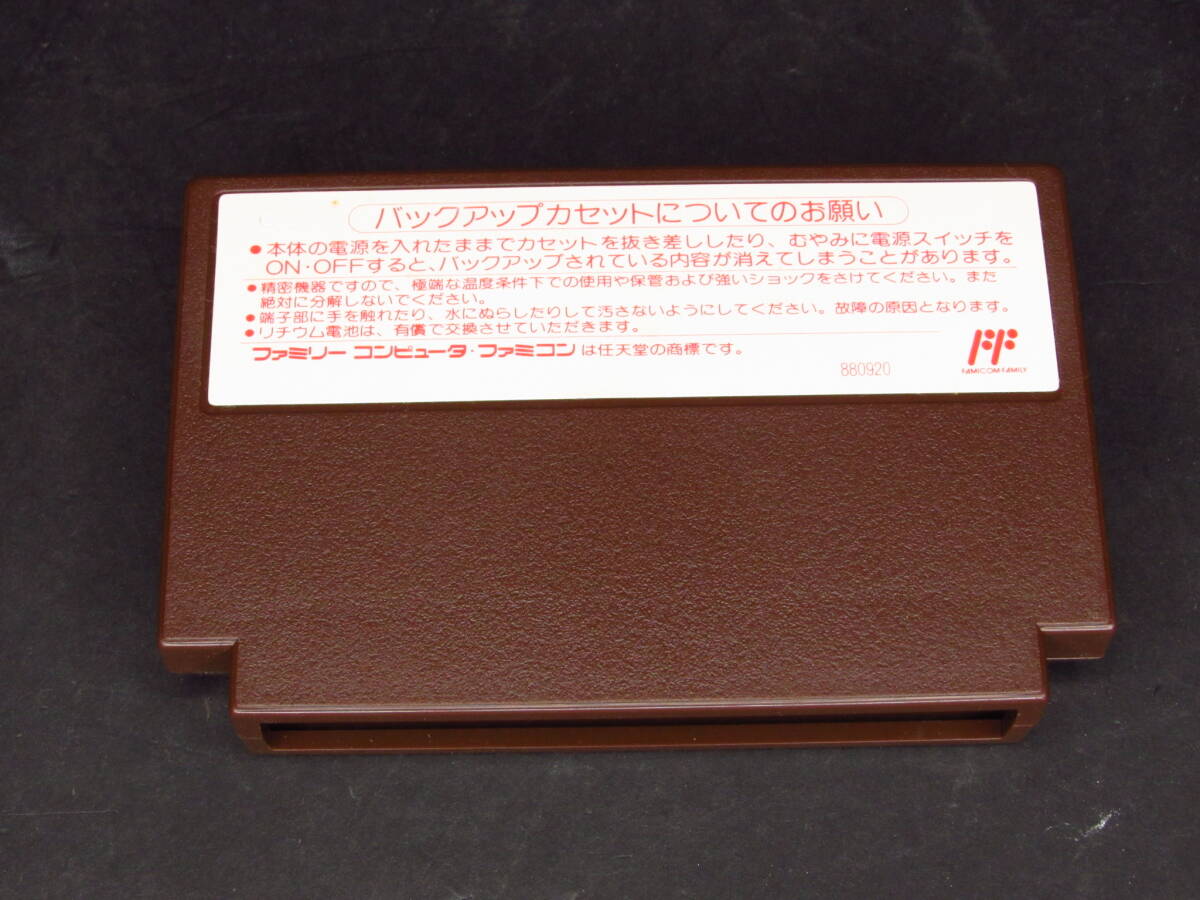 バックアップカセットについてのお願い
●本体の電源を入れたままでカセットを抜き差ししたり、むやみに電源スイッチを
ON・OFFすると、バックアップされている内容が消えてしまうことがあります。
●精密機器ですので、極端な温度条件下での使用や保管および強いショックをさけてください。また
絶対に分解しないでください。
●端子部に手を触れたり、水にぬらしたりして汚さないようにしてください。故障の原因となります。
●リチウム電池は、有償で交換させていただきます。
ファミリーコンピュータ・ファミコンは任天堂の商標です。
880920
FAMICOM FAMILY